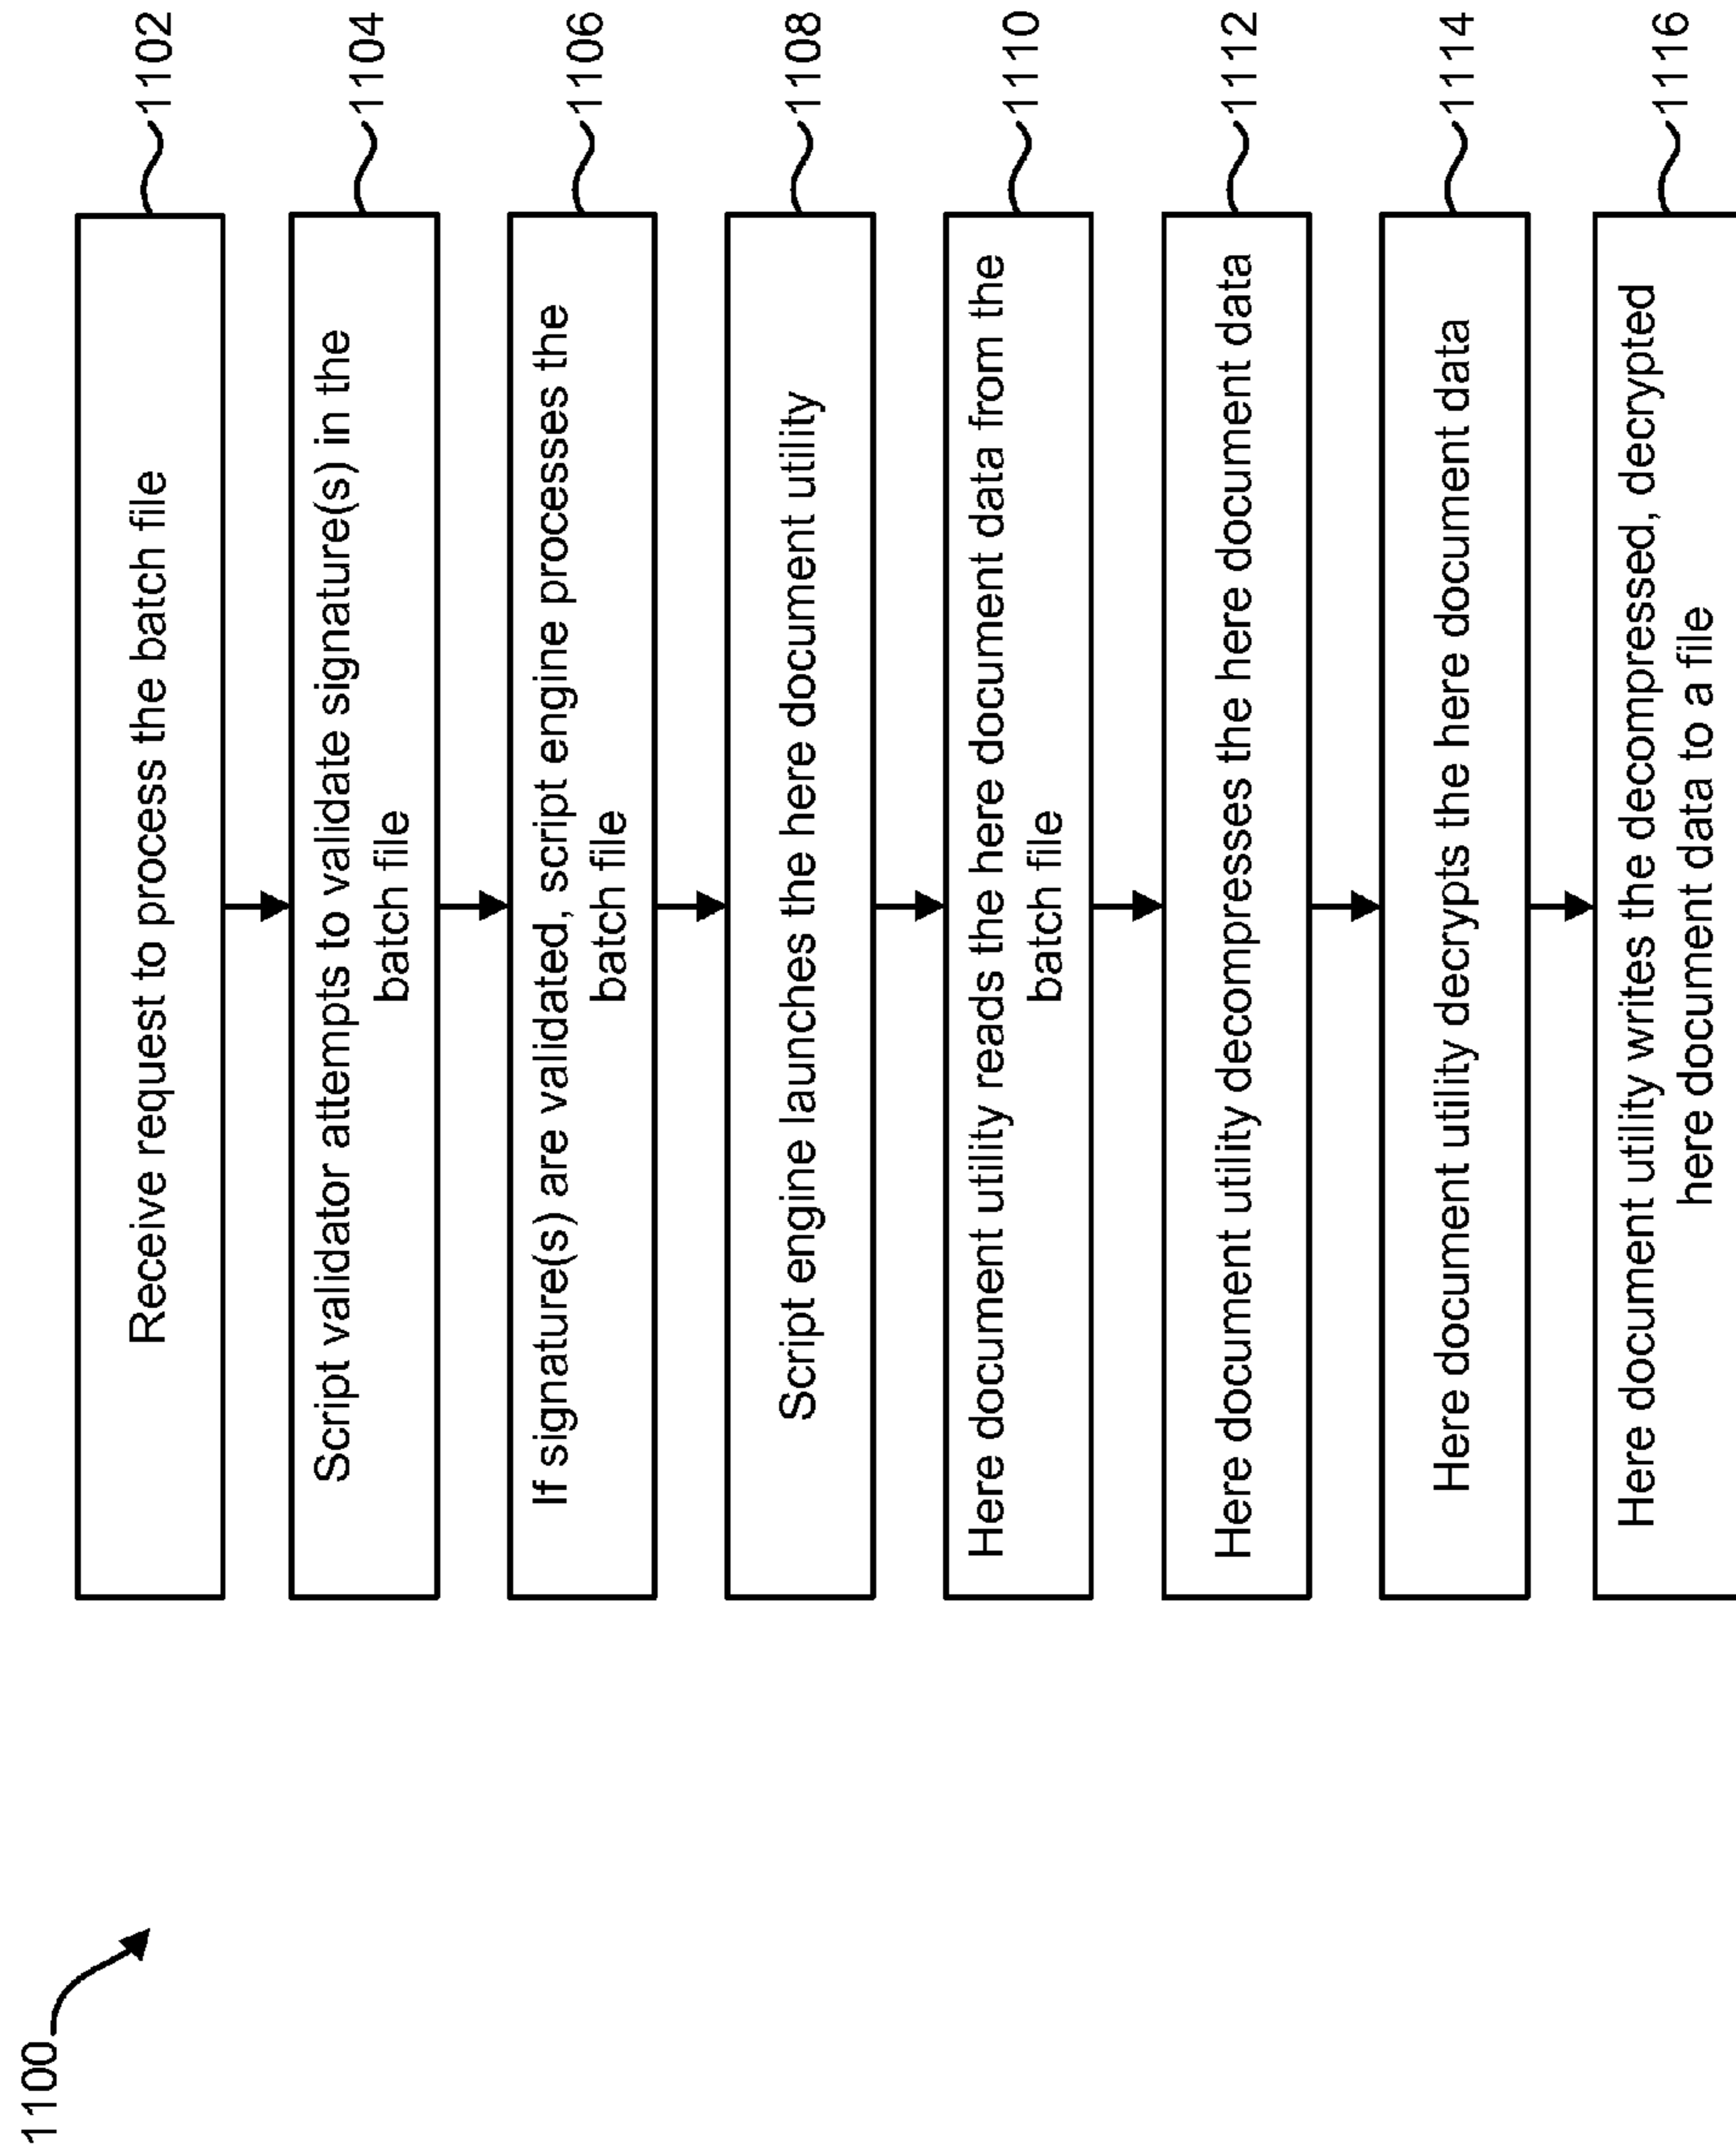 1100
Receive request to process the batch file
1102
Script validator attempts to validate signature(s) in the
batch file
1104
If signature(s) are validated, script engine processes the
batch file
1106
Script engine launches the here document utility
1108
Here document utility reads the here document data from the
batch file
1110
Here document utility decompresses the here document data
1112
Here document utility decrypts the here document data
1114
Here document utility writes the decompressed, decrypted
here document data to a file
1116